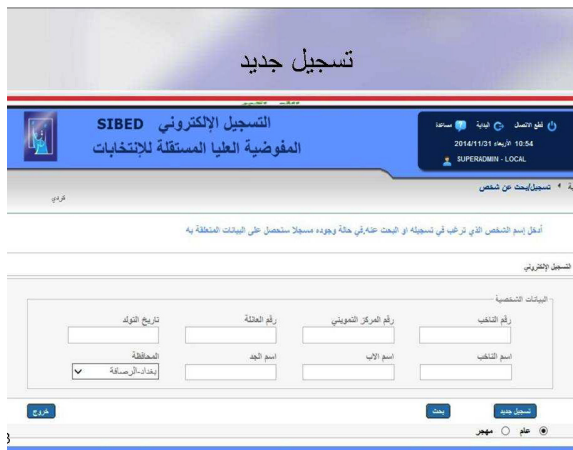 تسجيل جديد
التسجيل الإلكتروني SIBED
المفوضية العليا المستقلة للإنتخابات
قطع الاتصال البداية مساعدة
10:54 الأربعاء 2014/11/31
SUPERADMIN - LOCAL
تسجيل/بحث عن شخص
كردي
أدخل إسم الشخص الذي ترغب في تسجيله او البحث عنه,في حالة وجوده مسجلا ستحصل على البيانات المتعلقة به
التسجيل الإلكتروني
البيانات الشخصية
رقم الناخب رقم المركز التمويني رقم العائلة تاريخ التولد
اسم الناخب اسم الاب اسم الجد المحافظة
بغداد-الرصافة
تسجيل جديد بحث خروج
عام مهجر